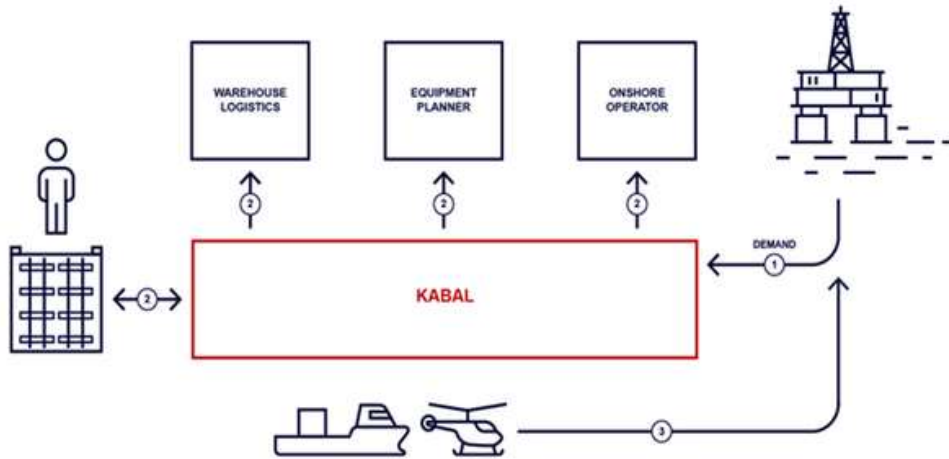 WAREHOUSE
LOGISTICS
EQUIPMENT
PLANNER
ONSHORE
OPERATOR
2
2
2
DEMAND
1
2
KABAL
3